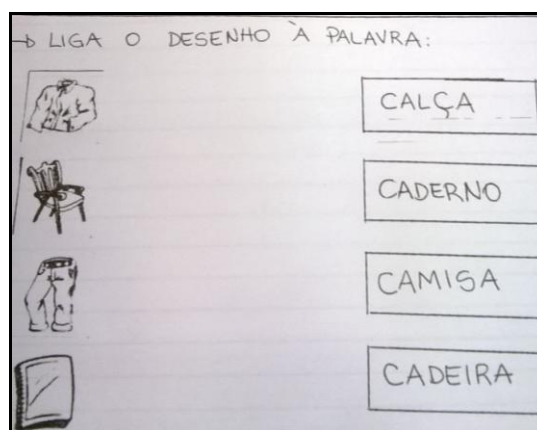 → LIGA O DESENHO À PALAVRA:
CALÇA
CADERNO
CAMISA
CADEIRA